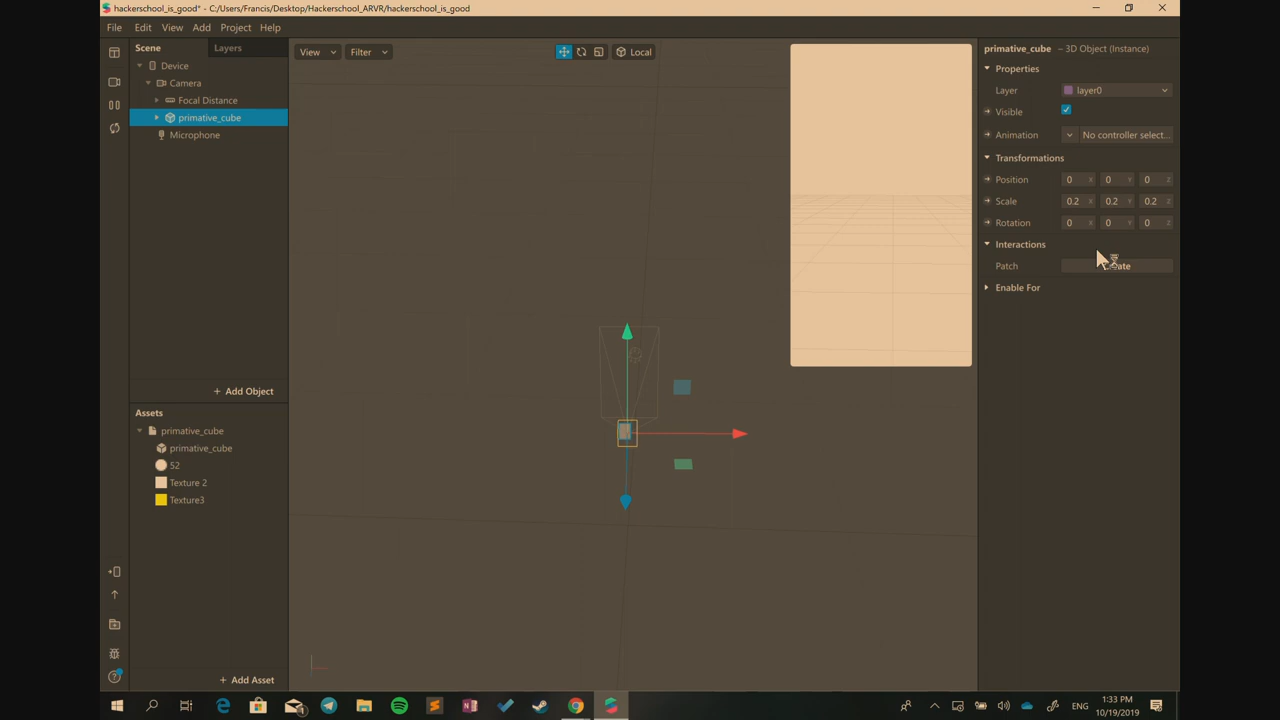 hackerschool_is_good* - C:/Users/Francis/Desktop/Hackerschool_ARVR/hackerschool_is_good
File Edit View Add Project Help
Scene Layers
Device
Camera
Focal Distance
primative_cube
Microphone
+ Add Object
Assets
primative_cube
primative_cube
52
Texture 2
Texture3
+ Add Asset
View Filter Local
primative_cube – 3D Object (Instance)
Properties
Layer layer0
Visible
Animation No controller select...
Transformations
Position 0 X 0 Y 0 Z
Scale 0.2 X 0.2 Y 0.2 Z
Rotation 0 X 0 Y 0 Z
Interactions
Patch
Enable For
ENG
1:33 PM
10/19/2019